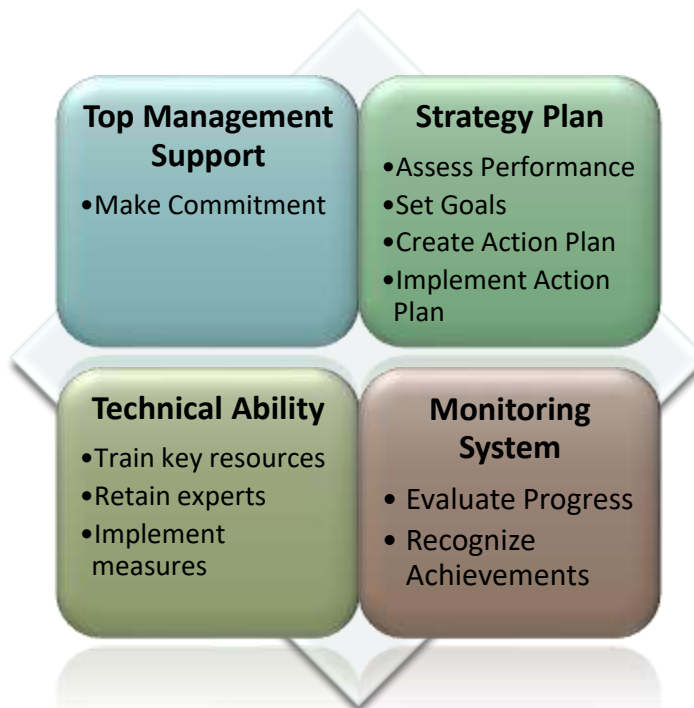 Top Management
Support
•Make Commitment
Strategy Plan
•Assess Performance
•Set Goals
•Create Action Plan
•Implement Action
Plan
Technical Ability
•Train key resources
•Retain experts
•Implement
measures
Monitoring
System
• Evaluate Progress
• Recognize
Achievements